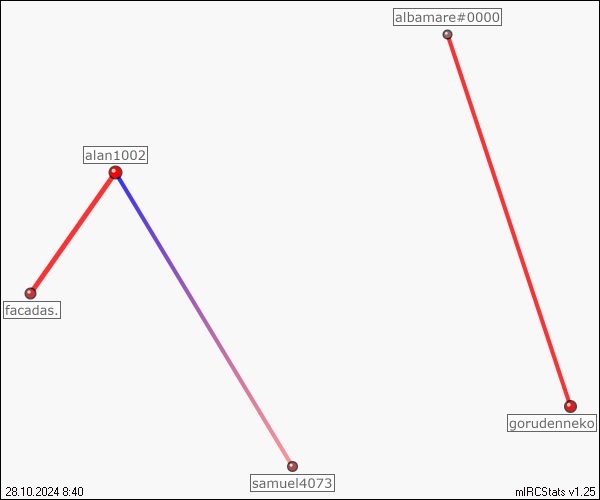 albamare#0000
alan1002
facadas.
gorudenneko
samuel4073
28.10.2024 8:40
mIRCStats v1.25